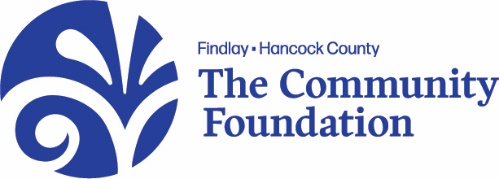 Findlay • Hancock County
The Community
Foundation